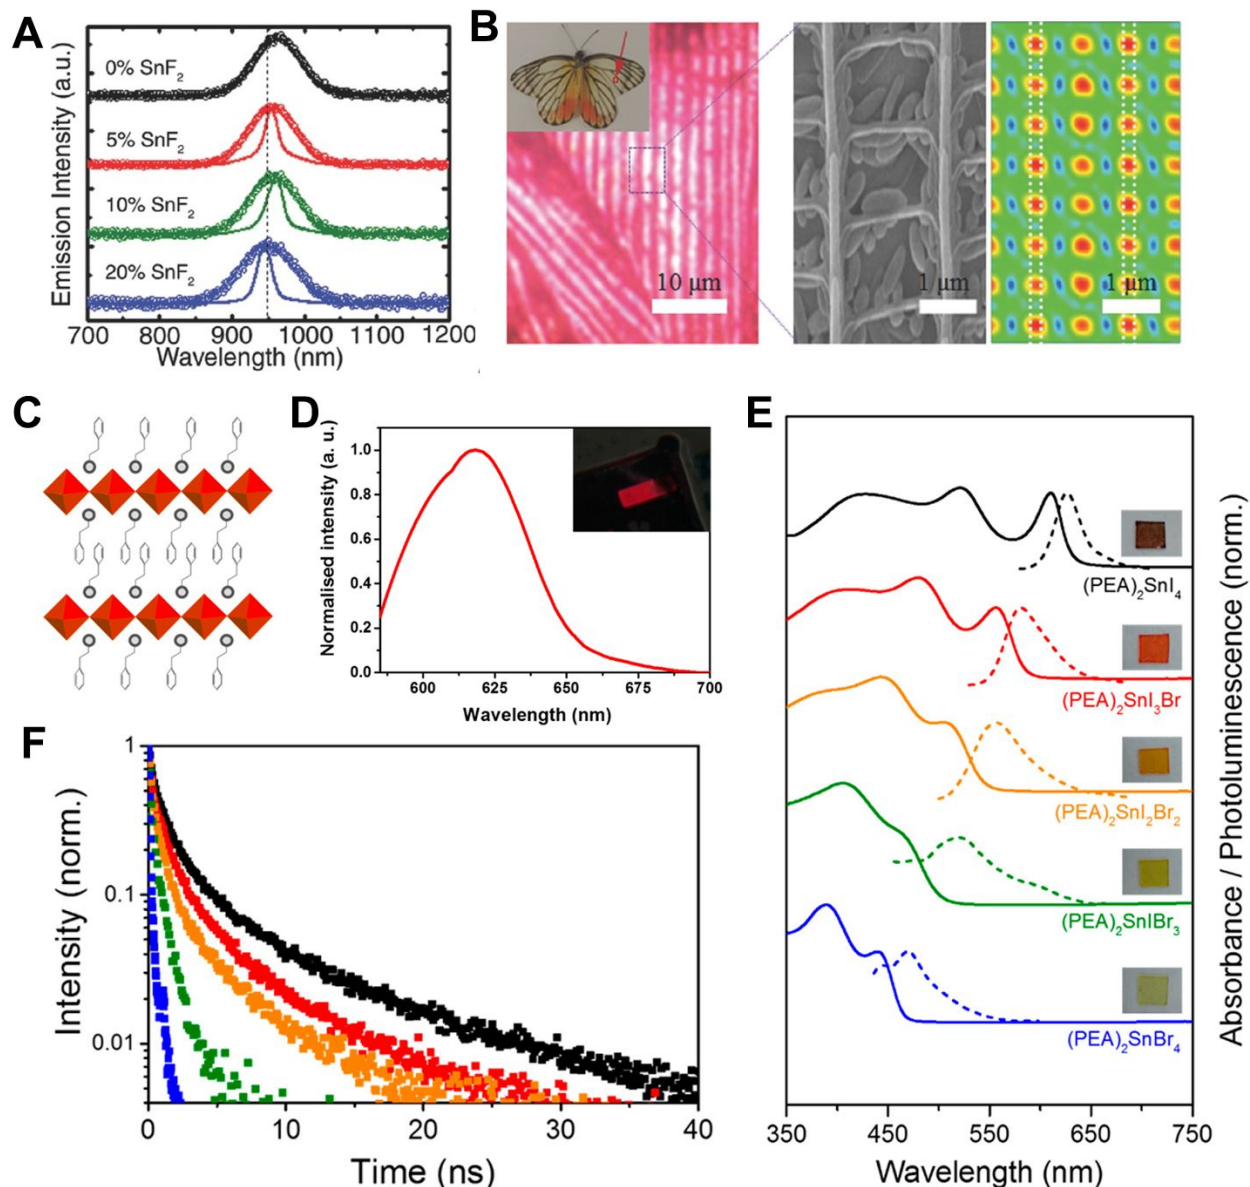 A
Emission Intensity (a.u.)
0% SnF₂
5% SnF₂
10% SnF₂
20% SnF₂
700 800 900 1000 1100 1200
Wavelength (nm)
B
10 μm
1 μm
1 μm
C
D
Normalised intensity (a. u.)
1.0
0.8
0.6
0.4
0.2
0.0
600 625 650 675 700
Wavelength (nm)
E
Absorbance / Photoluminescence (norm.)
(PEA)₂SnI₄
(PEA)₂SnI₃Br
(PEA)₂SnI₂Br₂
(PEA)₂SnIBr₃
(PEA)₂SnBr₄
350 450 550 650 750
Wavelength (nm)
F
Intensity (norm.)
1
0.1
0.01
0 10 20 30 40
Time (ns)